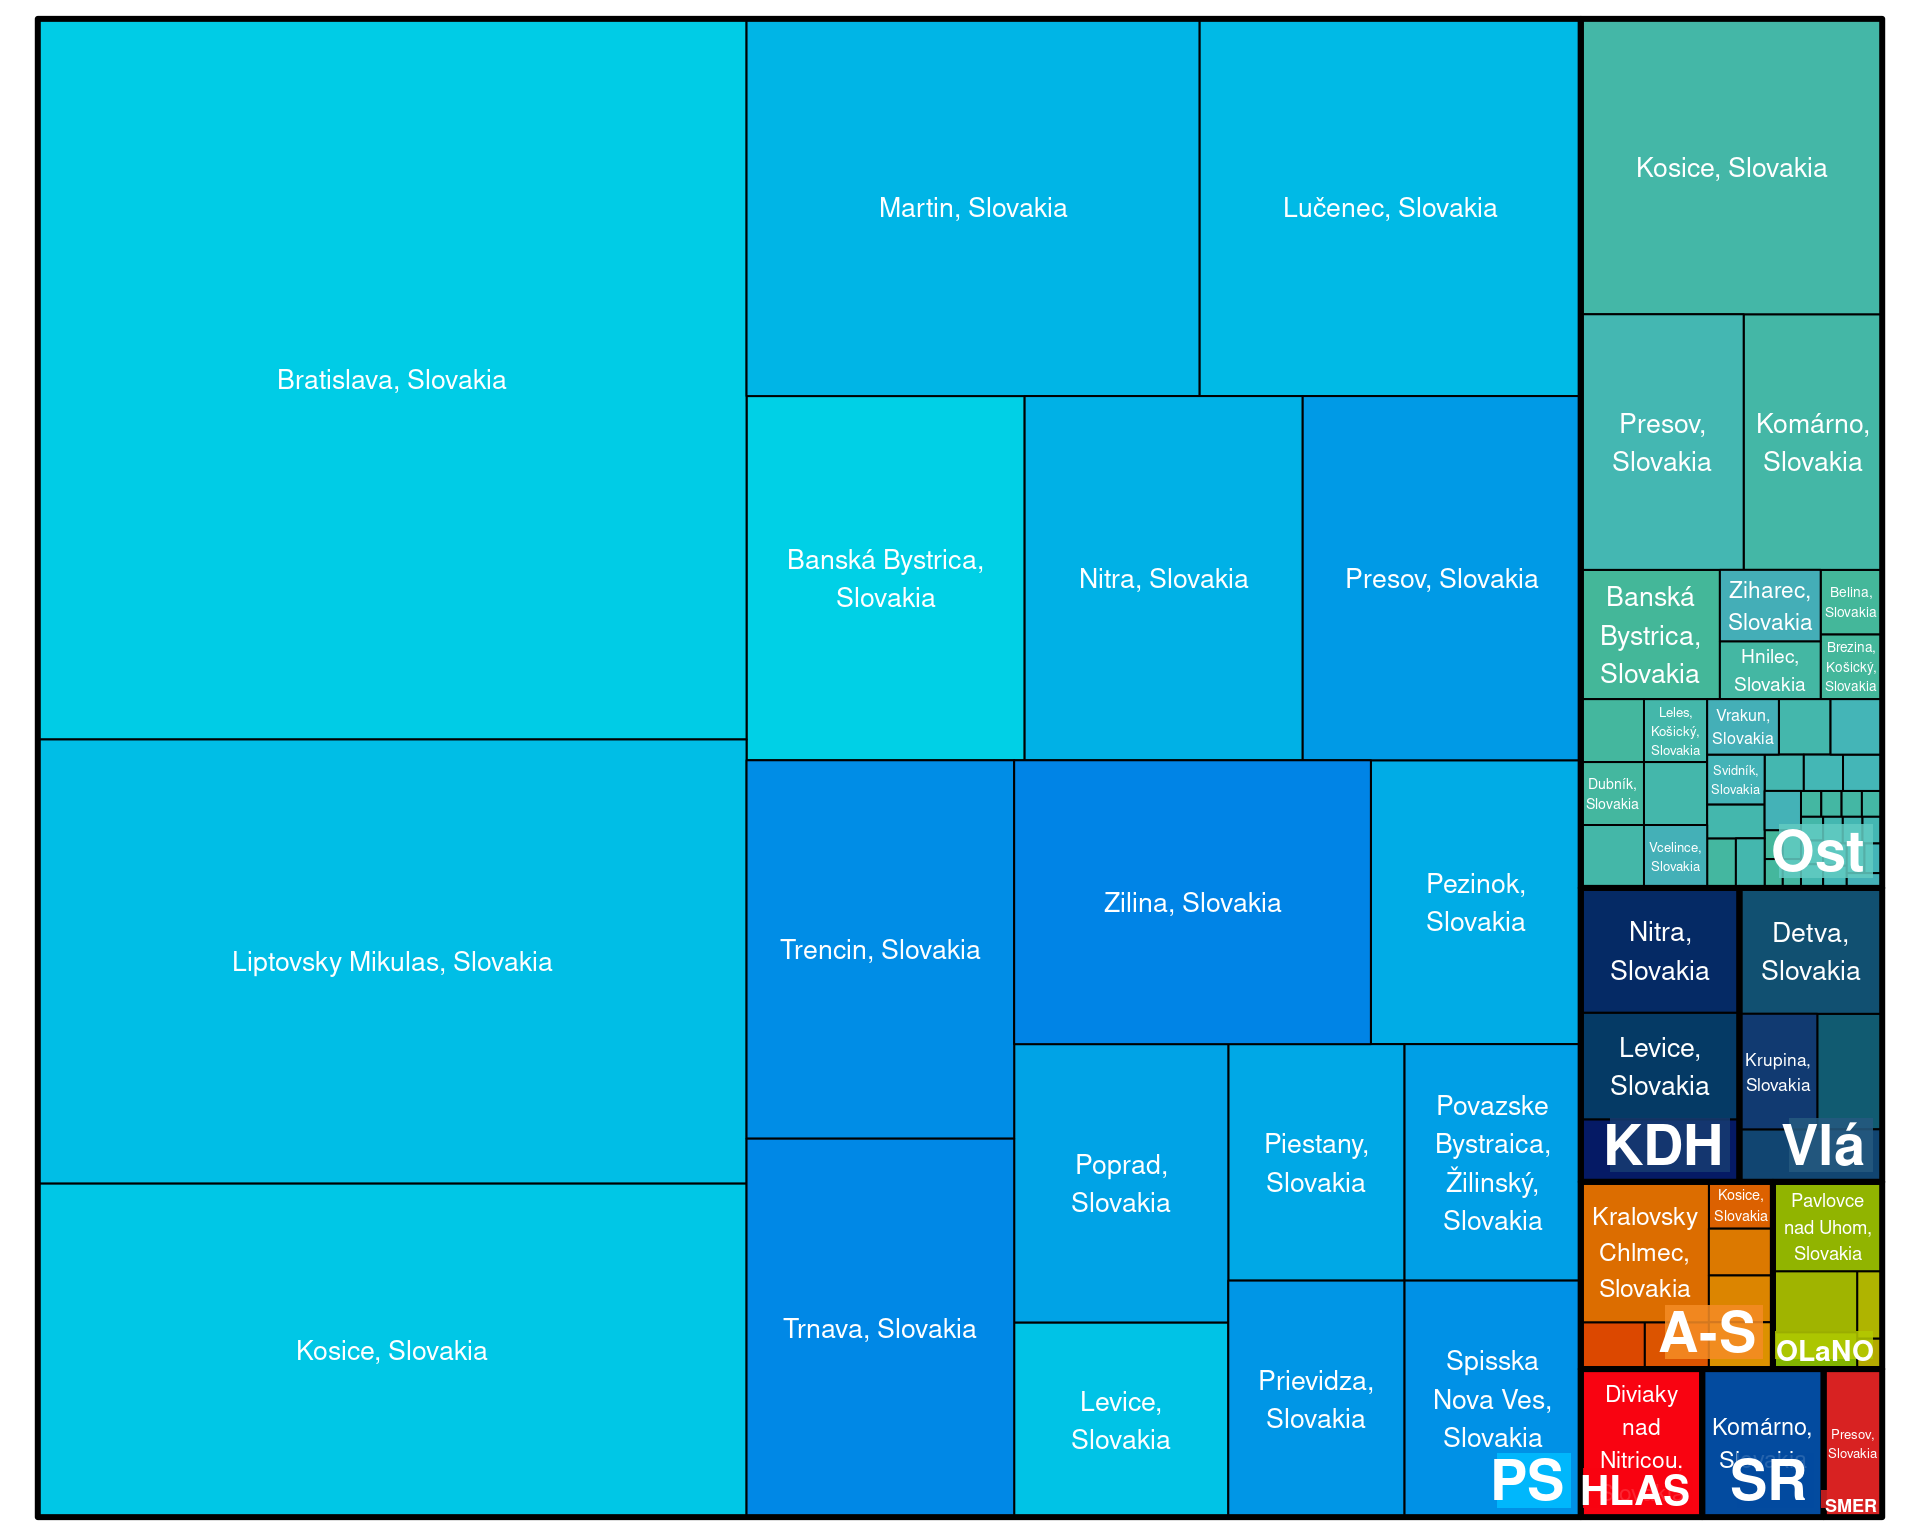 Bratislava, Slovakia
Liptovsky Mikulas, Slovakia
Kosice, Slovakia
Martin, Slovakia
Lučenec, Slovakia
Banská Bystrica,
Slovakia
Nitra, Slovakia
Presov, Slovakia
Trencin, Slovakia
Trnava, Slovakia
Zilina, Slovakia
Pezinok,
Slovakia
Poprad,
Slovakia
Levice,
Slovakia
Piestany,
Slovakia
Povazske
Bystraica,
Žilinský,
Slovakia
Prievidza,
Slovakia
Spisska
Nova Ves,
Slovakia
PS
Kosice, Slovakia
Presov,
Slovakia
Komárno,
Slovakia
Banská
Bystrica,
Slovakia
Ziharec,
Slovakia
Hnilec,
Slovakia
Belina,
Slovakia
Brezina,
Košický,
Slovakia
Leles,
Košický,
Slovakia
Dubník,
Slovakia
Vcelince,
Slovakia
Vrakun,
Slovakia
Svidník,
Slovakia
Ost
Nitra,
Slovakia
Levice,
Slovakia
KDH
Detva,
Slovakia
Krupina,
Slovakia
Vlá
Kralovsky
Chlmec,
Slovakia
Kosice,
Slovakia
A-S
Pavlovce
nad Uhom,
Slovakia
OLaNO
Diviaky
nad
Nitricou.
HLAS
Komárno,
Slovakia
SR
Presov,
Slovakia
SMER